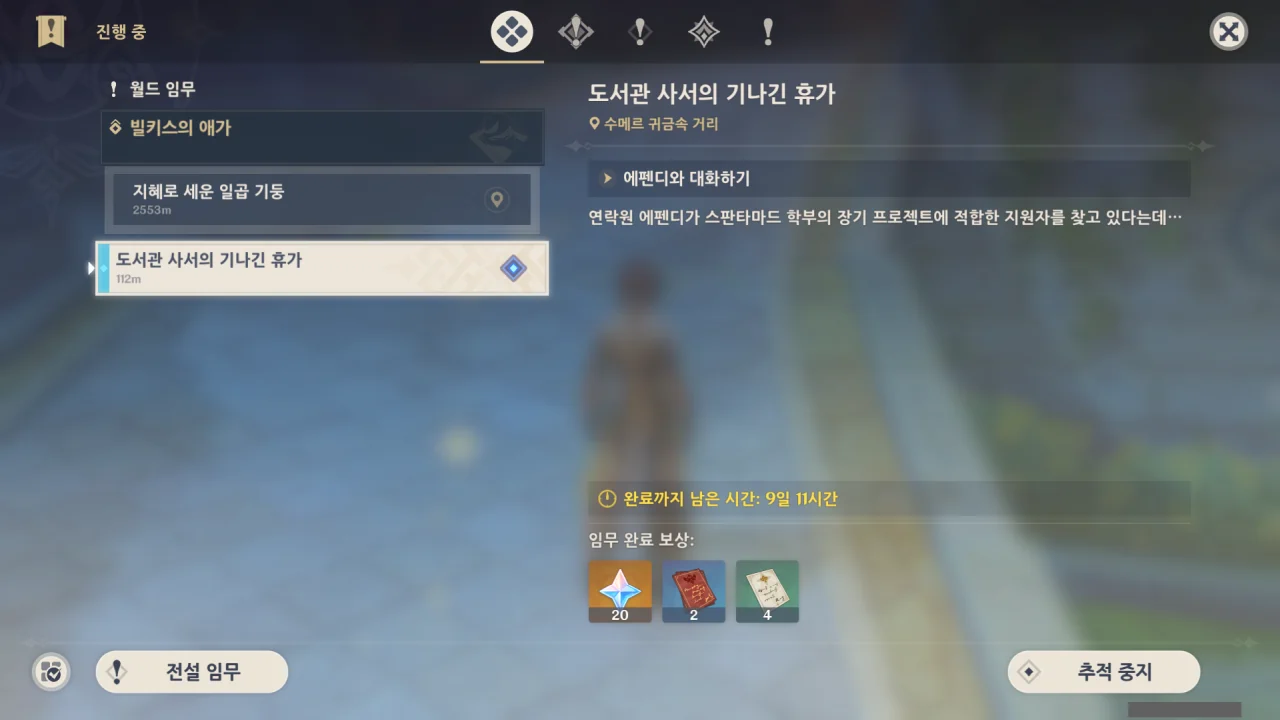 진행 중
월드 임무
빌키스의 애가
지혜로 세운 일곱 기둥
2553m
도서관 사서의 기나긴 휴가
112m
도서관 사서의 기나긴 휴가
수메르 귀금속 거리
에펜디와 대화하기
연락원 에펜디가 스판타마드 학부의 장기 프로젝트에 적합한 지원자를 찾고 있다는데…
완료까지 남은 시간: 9일 11시간
임무 완료 보상:
20
2
4
전설 임무
추적 중지